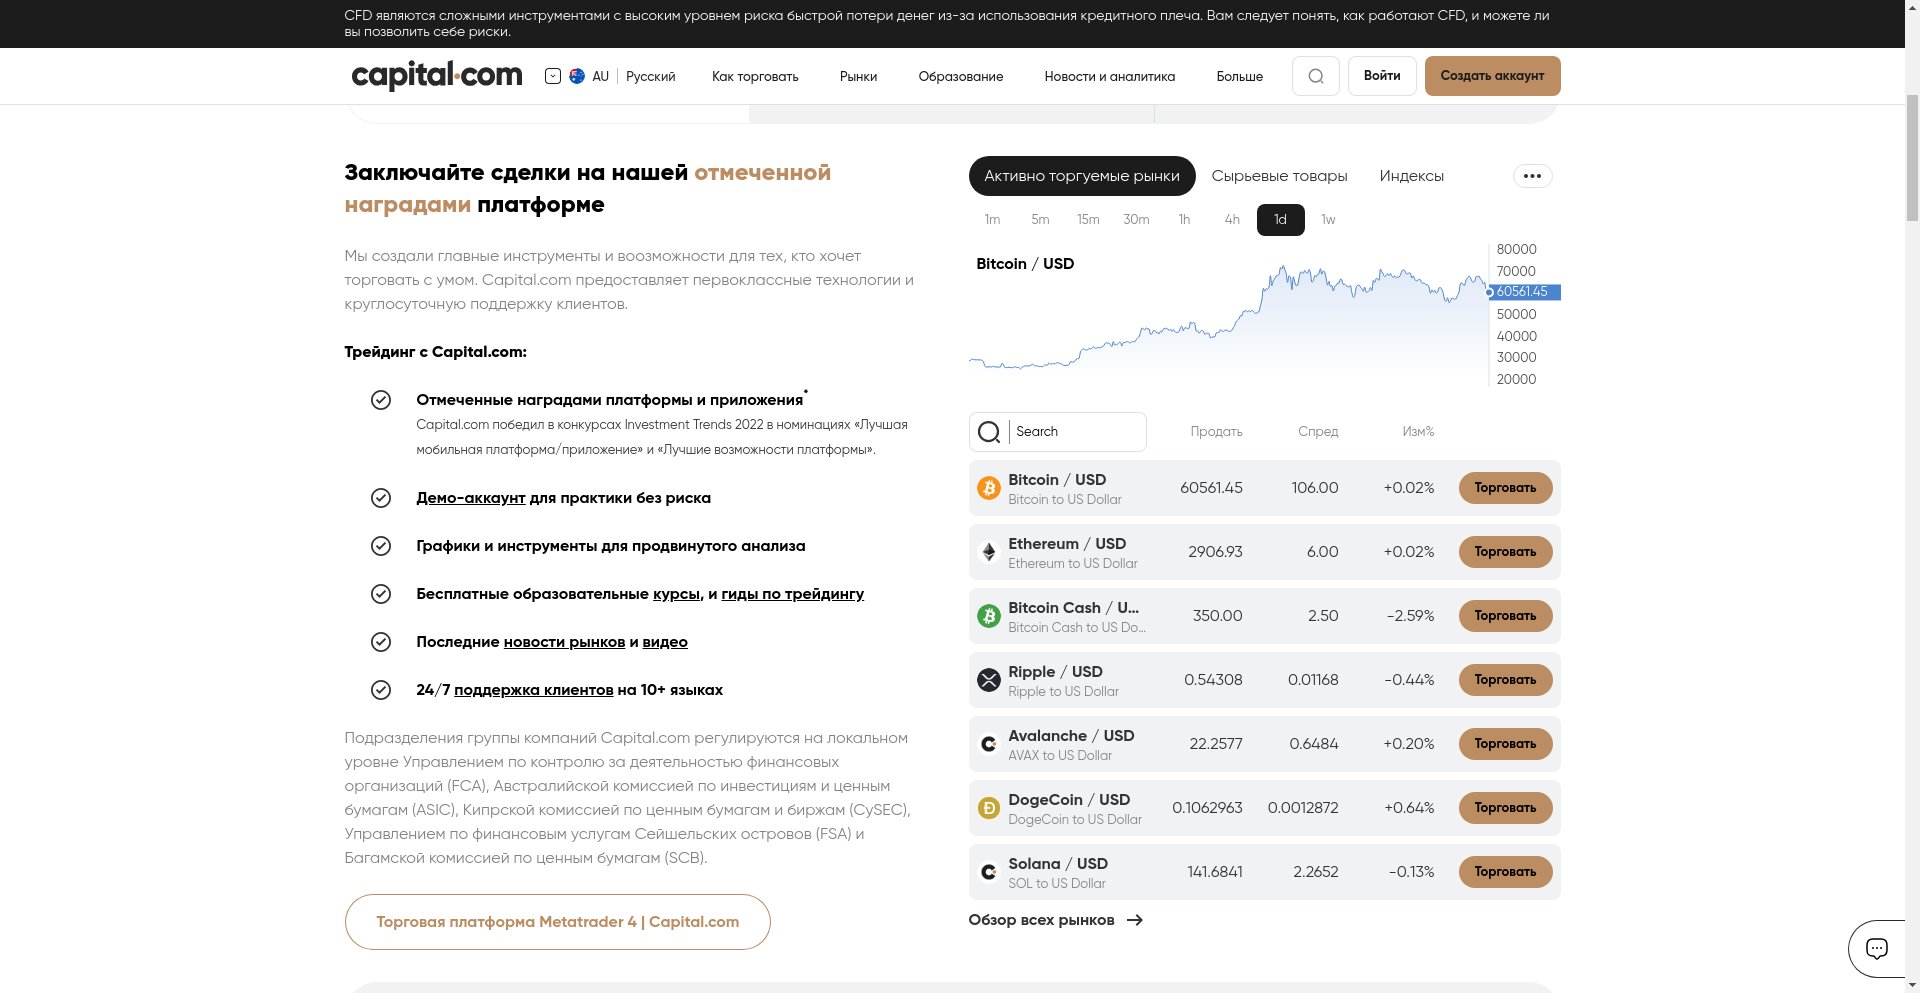 CFD являются сложными инструментами с высоким уровнем риска быстрой потери денег из-за использования кредитного плеча. Вам следует понять, как работают CFD, и можете ли
вы позволить себе риски.
capital.com
AU Русский Как торговать Рынки Образование Новости и аналитика Больше Войти Создать аккаунт
Заключайте сделки на нашей отмеченной
наградами платформе
Мы создали главные инструменты и воозможности для тех, кто хочет
торговать с умом. Capital.com предоставляет первоклассные технологии и
круглосуточную поддержку клиентов.
Трейдинг с Capital.com:
Отмеченные наградами платформы и приложения*
Capital.com победил в конкурсах Investment Trends 2022 в номинациях «Лучшая
мобильная платформа/приложение» и «Лучшие возможности платформы».
Демо-аккаунт для практики без риска
Графики и инструменты для продвинутого анализа
Бесплатные образовательные курсы, и гиды по трейдингу
Последние новости рынков и видео
24/7 поддержка клиентов на 10+ языках
Подразделения группы компаний Capital.com регулируются на локальном
уровне Управлением по контролю за деятельностью финансовых
организаций (FCA), Австралийской комиссией по инвестициям и ценным
бумагам (ASIC), Кипрской комиссией по ценным бумагам и биржам (CySEC),
Управлением по финансовым услугам Сейшельских островов (FSA) и
Багамской комиссией по ценным бумагам (SCB).
Торговая платформа Metatrader 4 | Capital.com
Активно торгуемые рынки Сырьевые товары Индексы
1m 5m 15m 30m 1h 4h 1d 1w
Bitcoin / USD
80000
70000
60561.45
50000
40000
30000
20000
Search Продать Спред Изм%
Bitcoin / USD 60561.45 106.00 +0.02% Торговать
Bitcoin to US Dollar
Ethereum / USD 2906.93 6.00 +0.02% Торговать
Ethereum to US Dollar
Bitcoin Cash / U... 350.00 2.50 -2.59% Торговать
Bitcoin Cash to US Do...
Ripple / USD 0.54308 0.01168 -0.44% Торговать
Ripple to US Dollar
Avalanche / USD 22.2577 0.6484 +0.20% Торговать
AVAX to US Dollar
DogeCoin / USD 0.1062963 0.0012872 +0.64% Торговать
DogeCoin to US Dollar
Solana / USD 141.6841 2.2652 -0.13% Торговать
SOL to US Dollar
Обзор всех рынков